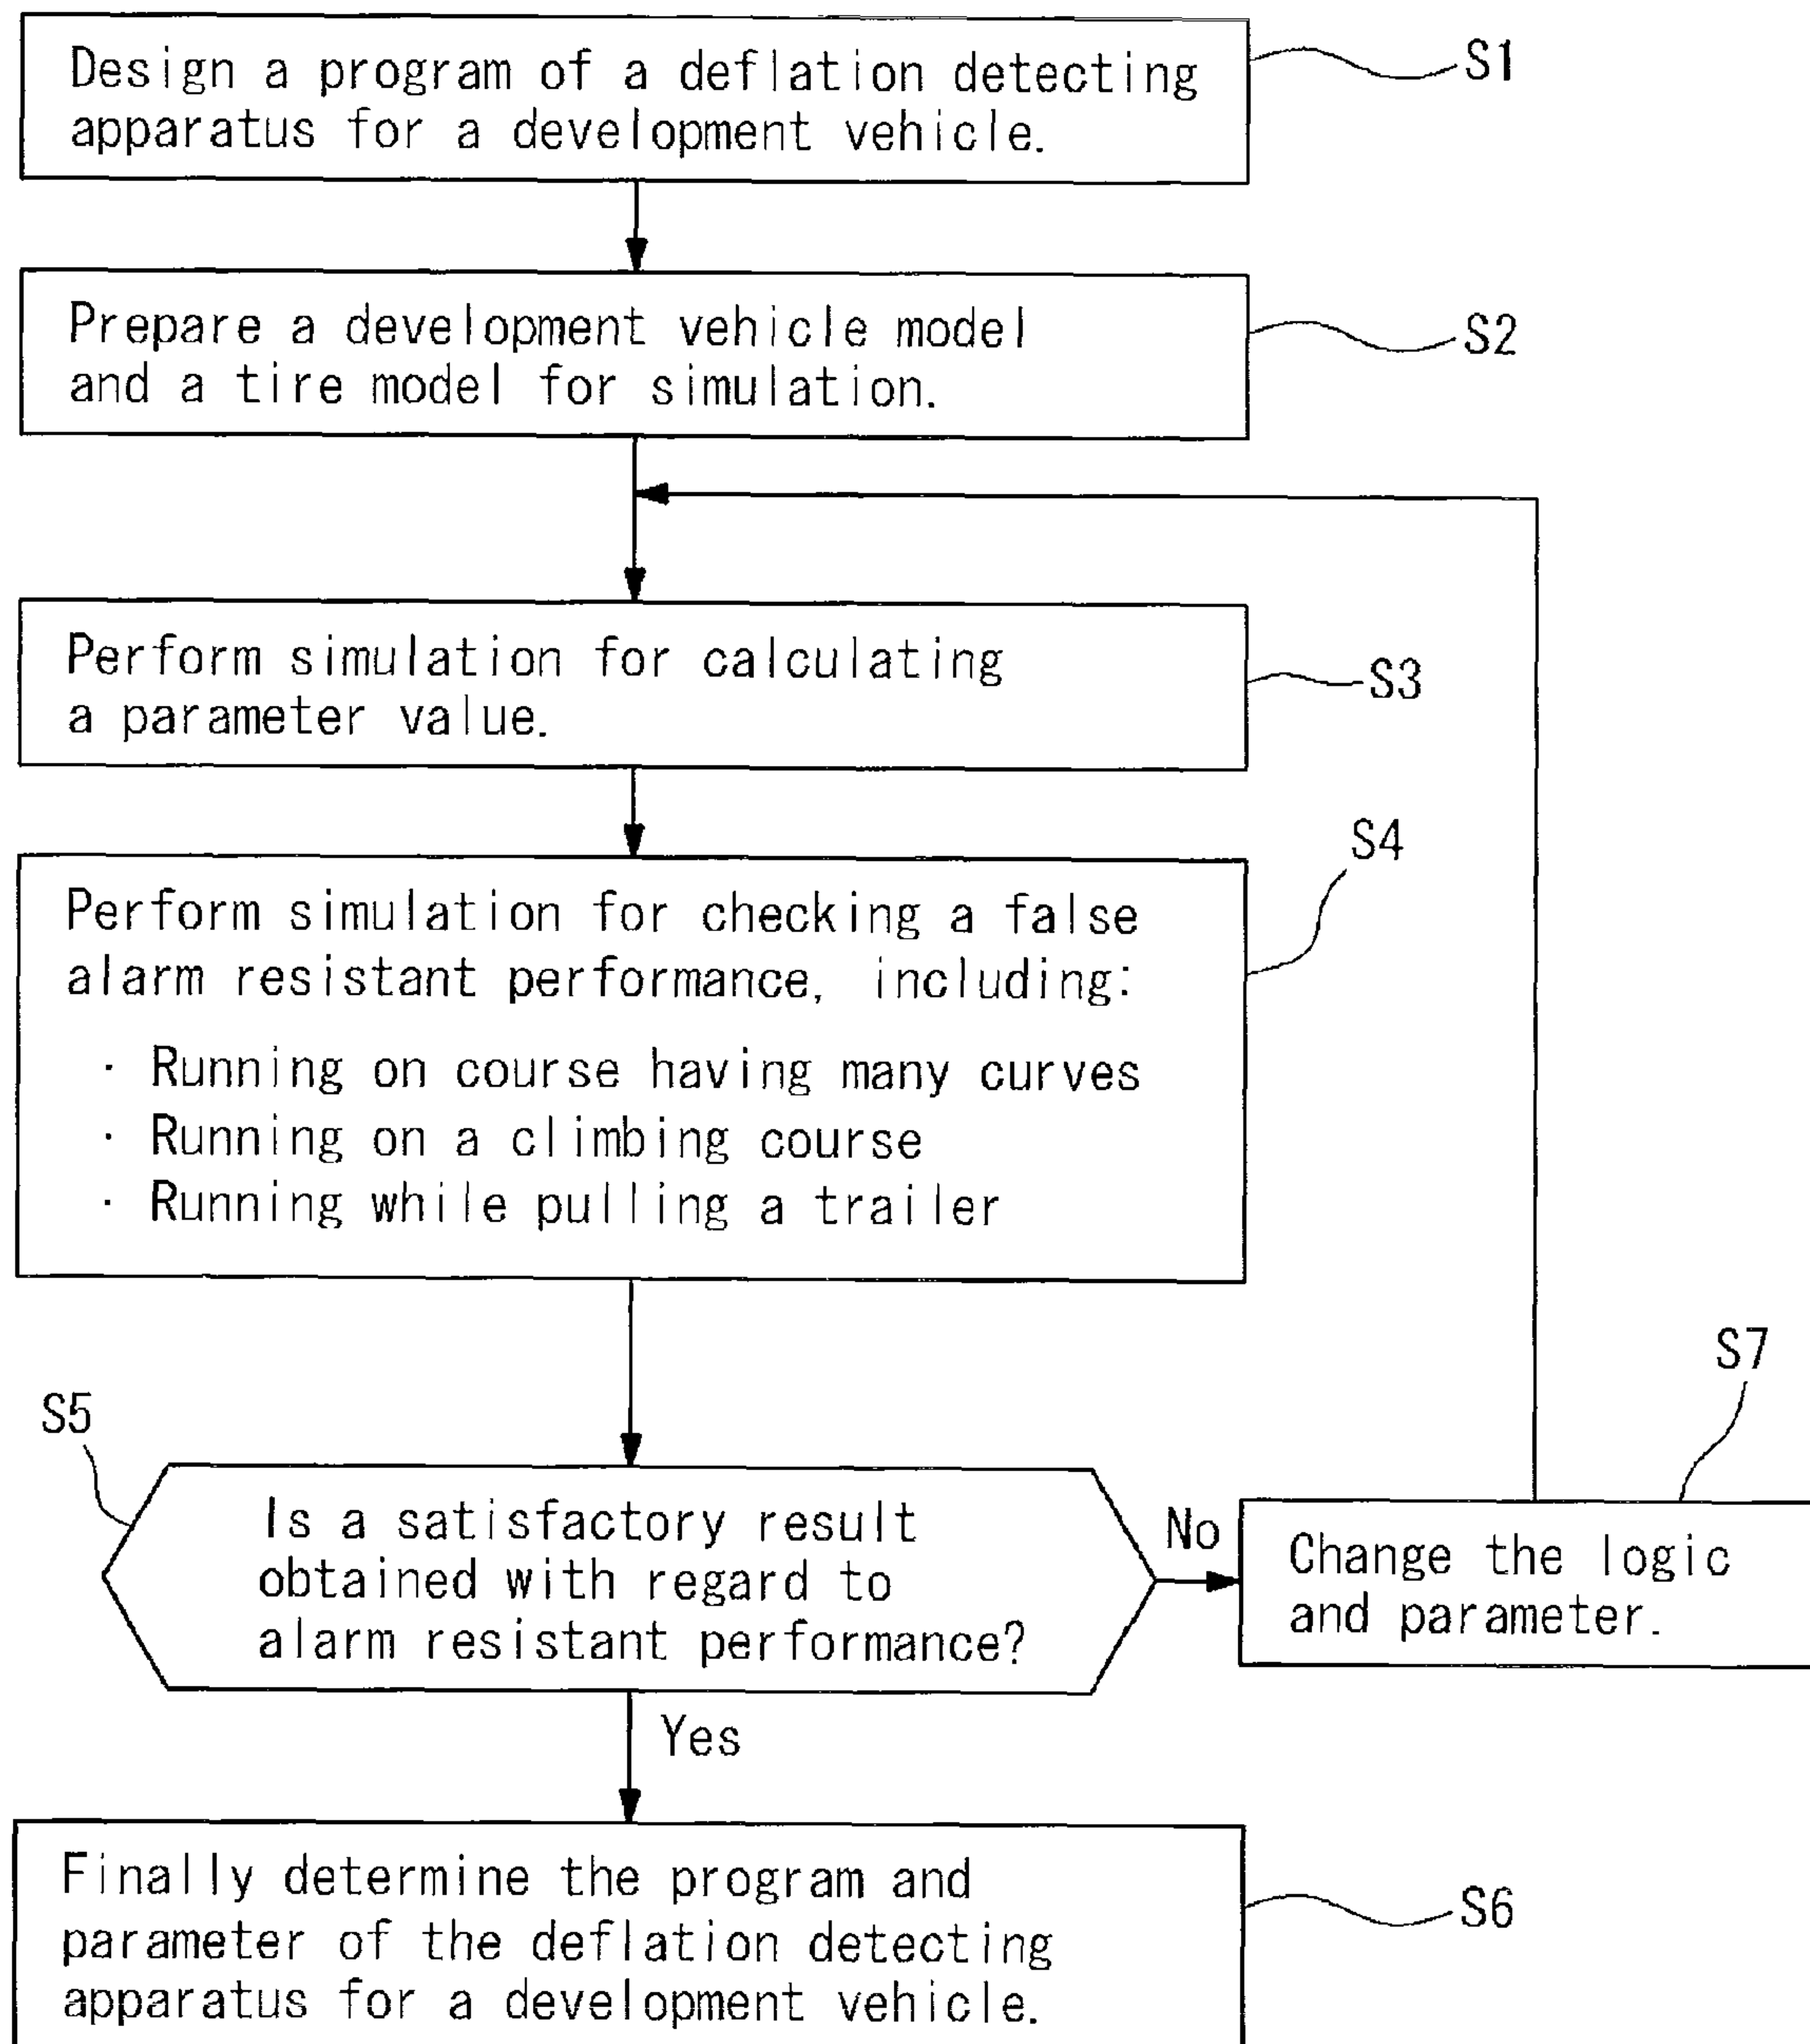 Design a program of a deflation detecting
apparatus for a development vehicle.
S1
Prepare a development vehicle model
and a tire model for simulation.
S2
Perform simulation for calculating
a parameter value.
S3
S4
Perform simulation for checking a false
alarm resistant performance, including:
· Running on course having many curves
· Running on a climbing course
· Running while pulling a trailer
S5
Is a satisfactory result
obtained with regard to
alarm resistant performance?
No
S7
Change the logic
and parameter.
Yes
Finally determine the program and
parameter of the deflation detecting
apparatus for a development vehicle.
S6